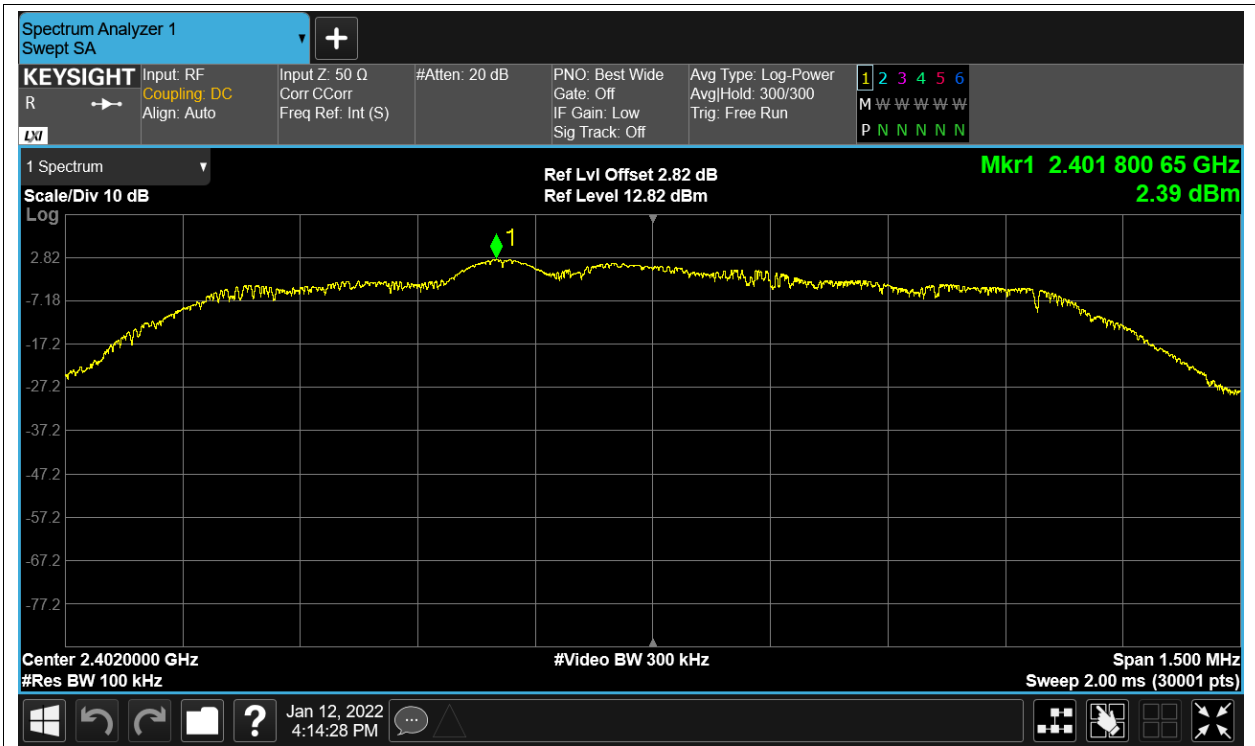 Spectrum Analyzer 1
Swept SA
KEYSIGHT
R
LXI
Input: RF
Coupling: DC
Align: Auto
Input Z: 50 Ω
Corr CCorr
Freq Ref: Int (S)
#Atten: 20 dB
PNO: Best Wide
Gate: Off
IF Gain: Low
Sig Track: Off
Avg Type: Log-Power
Avg|Hold: 300/300
Trig: Free Run
1 2 3 4 5 6
M W W W W W W
P N N N N N N
1 Spectrum
Scale/Div 10 dB
Log
Ref Lvl Offset 2.82 dB
Ref Level 12.82 dBm
Mkr1 2.401 800 65 GHz
2.39 dBm
1
2.82
-7.18
-17.2
-27.2
-37.2
-47.2
-57.2
-67.2
-77.2
Center 2.4020000 GHz
#Res BW 100 kHz
#Video BW 300 kHz
Span 1.500 MHz
Sweep 2.00 ms (30001 pts)
?
Jan 12, 2022
4:14:28 PM